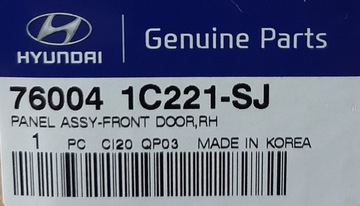 HYUNDAI
Genuine Parts
76004 1C221-SJ
PANEL ASSY-FRONT DOOR,RH
1 PC CI20 QP03 MADE IN KOREA